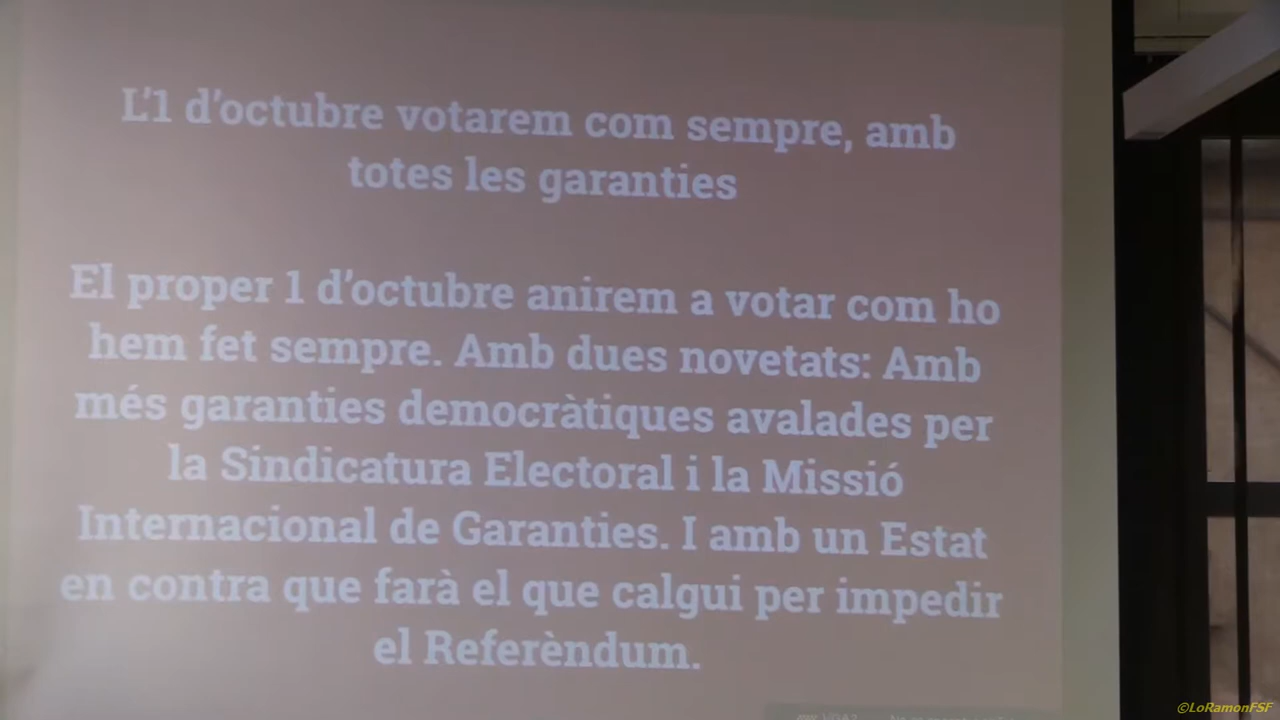 L'1 d'octubre votarem com sempre, amb
totes les garanties
El proper 1 d'octubre anirem a votar com ho
hem fet sempre. Amb dues novetats: Amb
més garanties democràtiques avalades per
la Sindicatura Electoral i la Missió
Internacional de Garanties. I amb un Estat
en contra que farà el que calgui per impedir
el Referèndum.
©LoRamonFSF